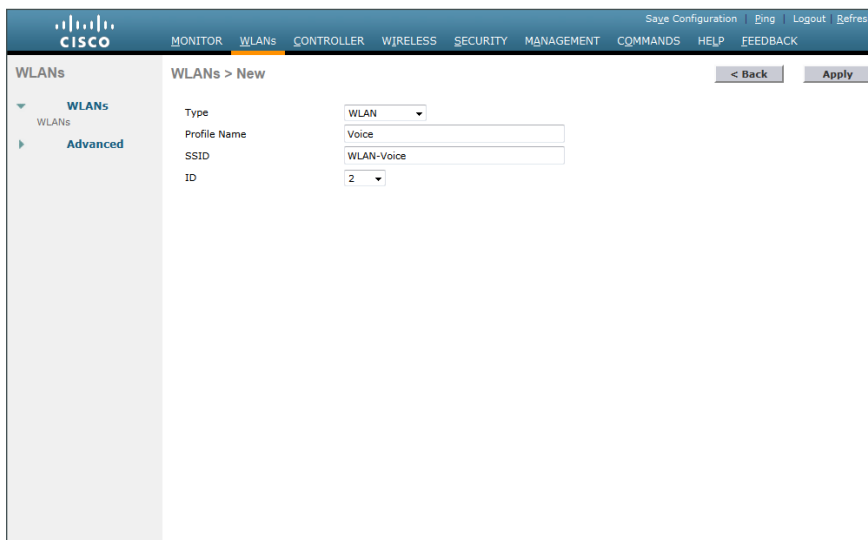 Save Configuration | Ping | Logout | Refres
CISCO
MONITOR WLANs CONTROLLER WIRELESS SECURITY MANAGEMENT COMMANDS HELP FEEDBACK
WLANs
WLANs > New
< Back
Apply
WLANs
WLANs
Advanced
Type WLAN
Profile Name Voice
SSID WLAN-Voice
ID 2